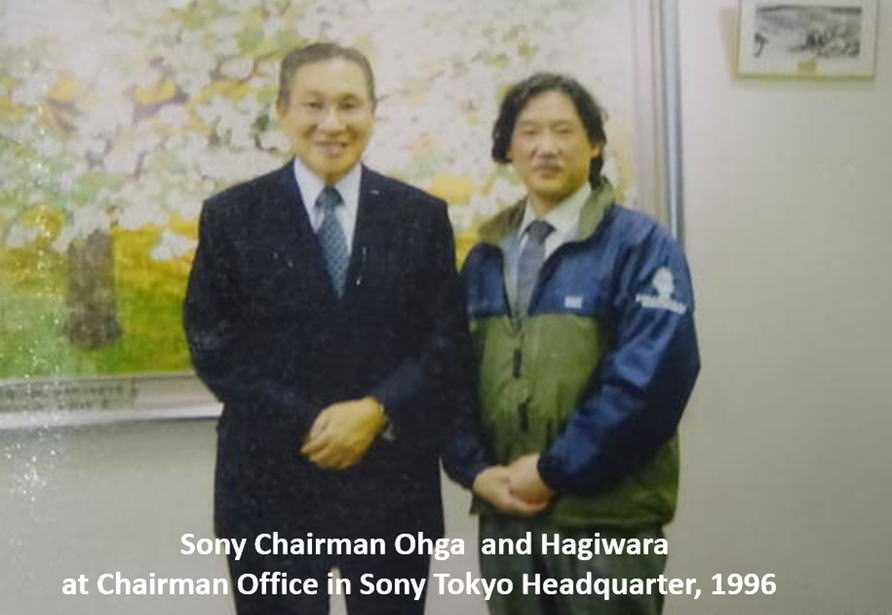 Sony Chairman Ohga and Hagiwara
at Chairman Office in Sony Tokyo Headquarter, 1996